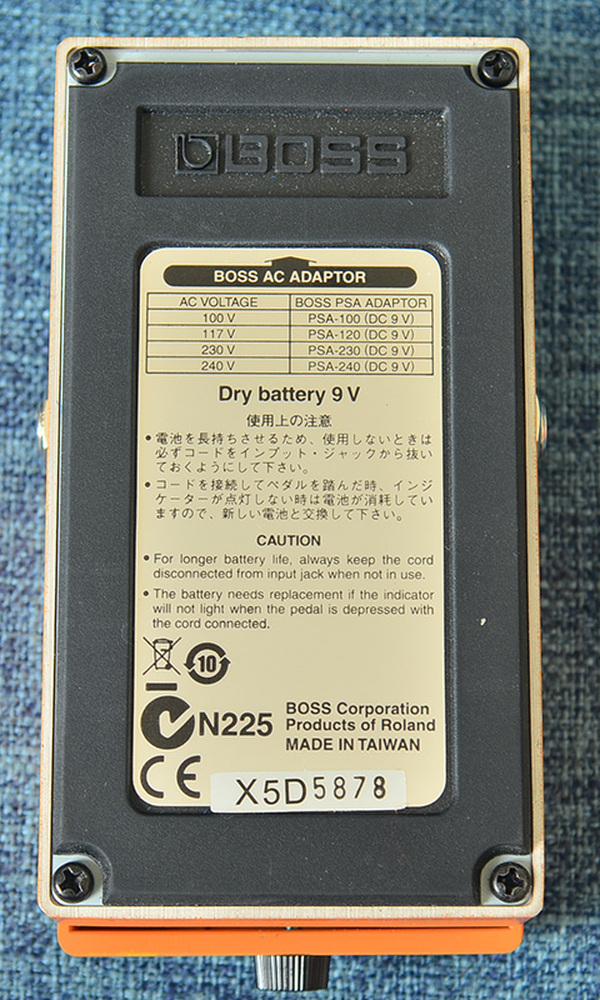 BOSS
BOSS AC ADAPTOR
AC VOLTAGE BOSS PSA ADAPTOR
100 V PSA-100 (DC 9 V)
117 V PSA-120 (DC 9 V)
230 V PSA-230 (DC 9 V)
240 V PSA-240 (DC 9 V)
Dry battery 9 V
使用上の注意
• 電池を長持ちさせるため、使用しないときは
必ずコードをインプット・ジャックから抜い
ておくようにして下さい。
• コードを接続してペダルを踏んだ時、インジ
ケーターが点灯しない時は電池が消耗してい
ますので、新しい電池と交換して下さい。
CAUTION
• For longer battery life, always keep the cord
disconnected from input jack when not in use.
• The battery needs replacement if the indicator
will not light when the pedal is depressed with
the cord connected.
10
N225
BOSS Corporation
Products of Roland
MADE IN TAIWAN
CE
X5D5878